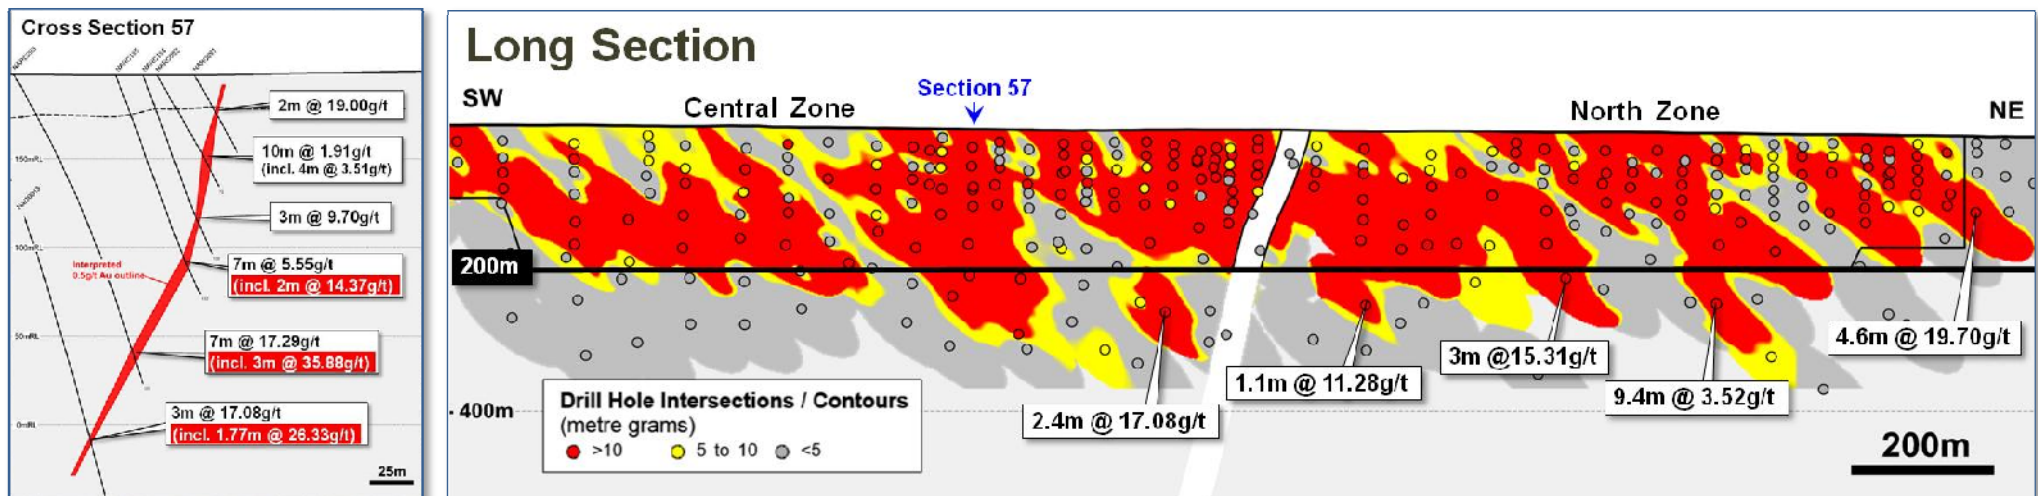 Cross Section 57
2m @ 19.00g/t
10m @ 1.91g/t
(incl. 4m @ 3.51g/t)
150mRL
3m @ 9.70g/t
100mRL
Interpreted
0.5g/t Au outline
7m @ 5.55g/t
(incl. 2m @ 14.37g/t)
50mRL
7m @ 17.29g/t
(incl. 3m @ 35.88g/t)
3m @ 17.08g/t
(incl. 1.77m @ 26.33g/t)
0mRL
25m
Long Section
SW
Central Zone
Section 57
North Zone
NE
200m
4.6m @ 19.70g/t
3m @15.31g/t
1.1m @ 11.28g/t
9.4m @ 3.52g/t
2.4m @ 17.08g/t
- 400m
Drill Hole Intersections / Contours
(metre grams)
>10
5 to 10
<5
200m